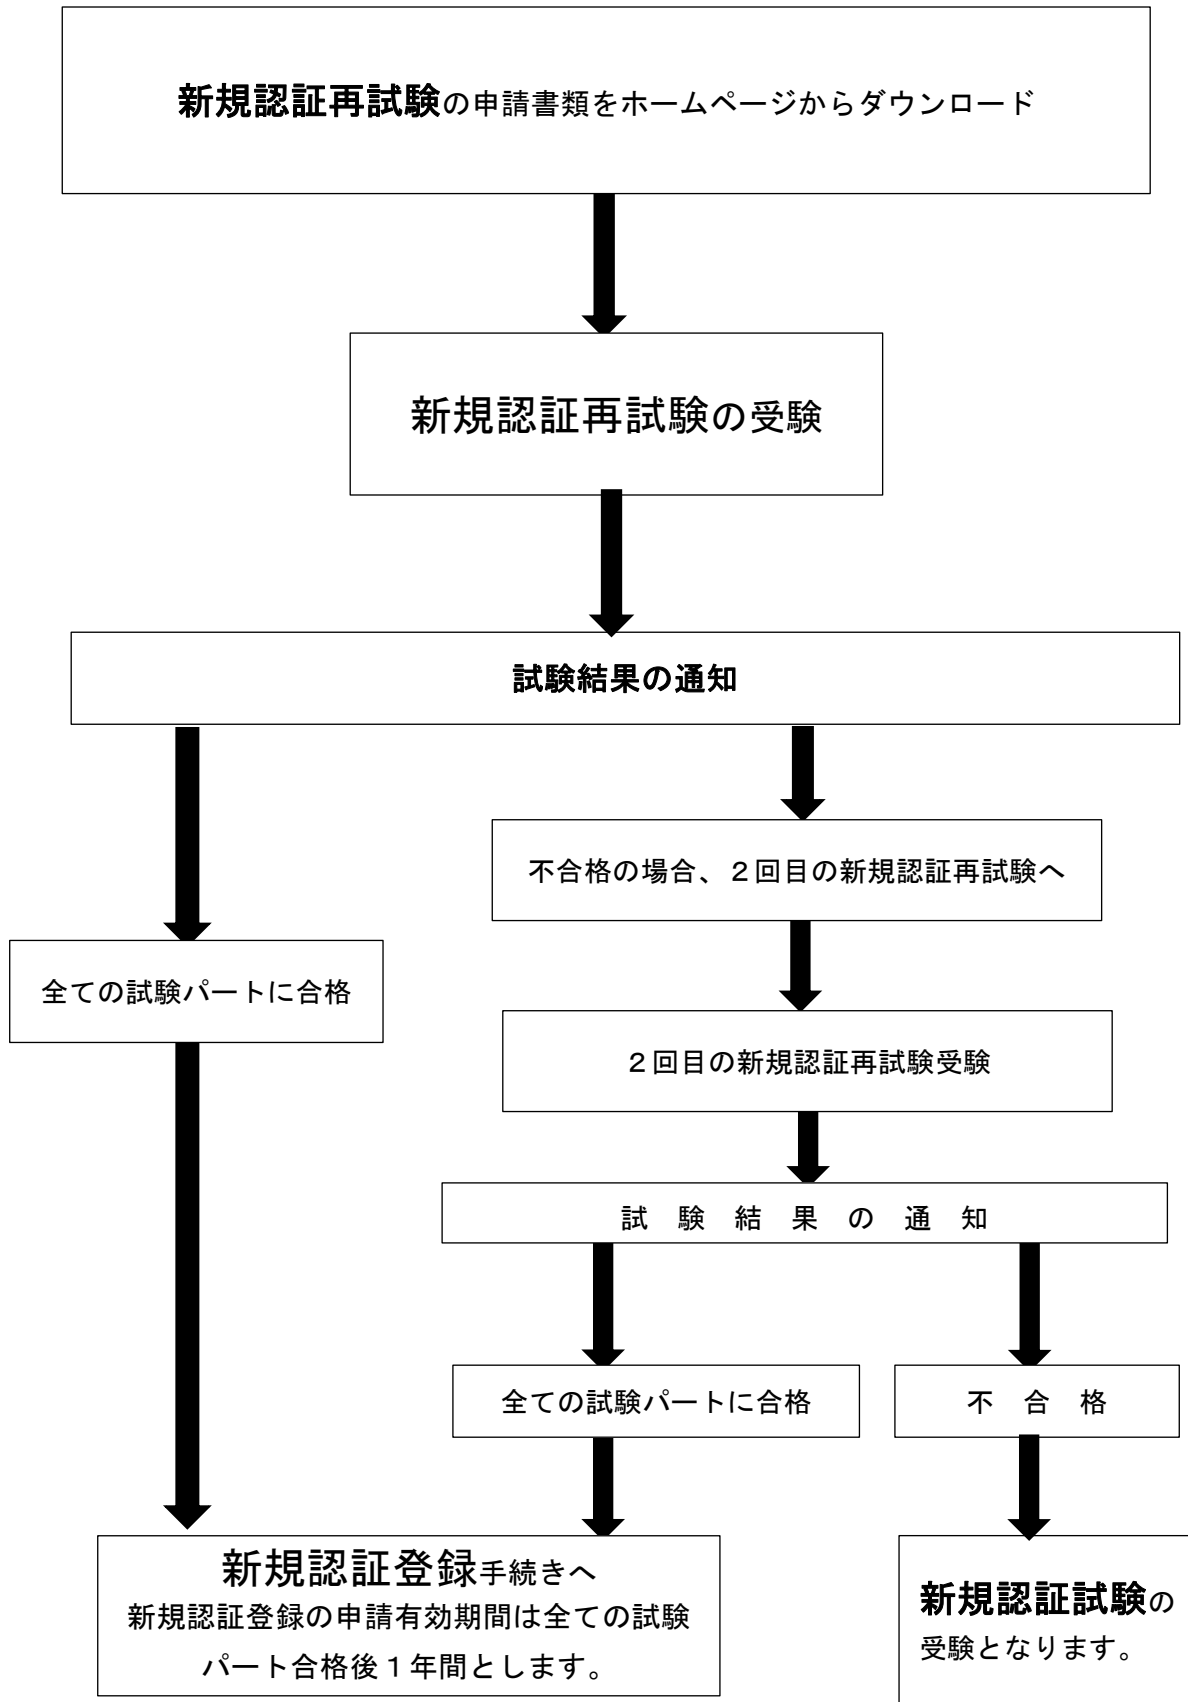 新規認証再試験の申請書類をホームページからダウンロード
新規認証再試験の受験
試験結果の通知
不合格の場合、２回目の新規認証再試験へ
全ての試験パートに合格
２回目の新規認証再試験受験
試　験　結　果　の　通　知
全ての試験パートに合格
不　合　格
新規認証登録手続きへ
新規認証登録の申請有効期間は全ての試験
パート合格後１年間とします。
新規認証試験の
受験となります。